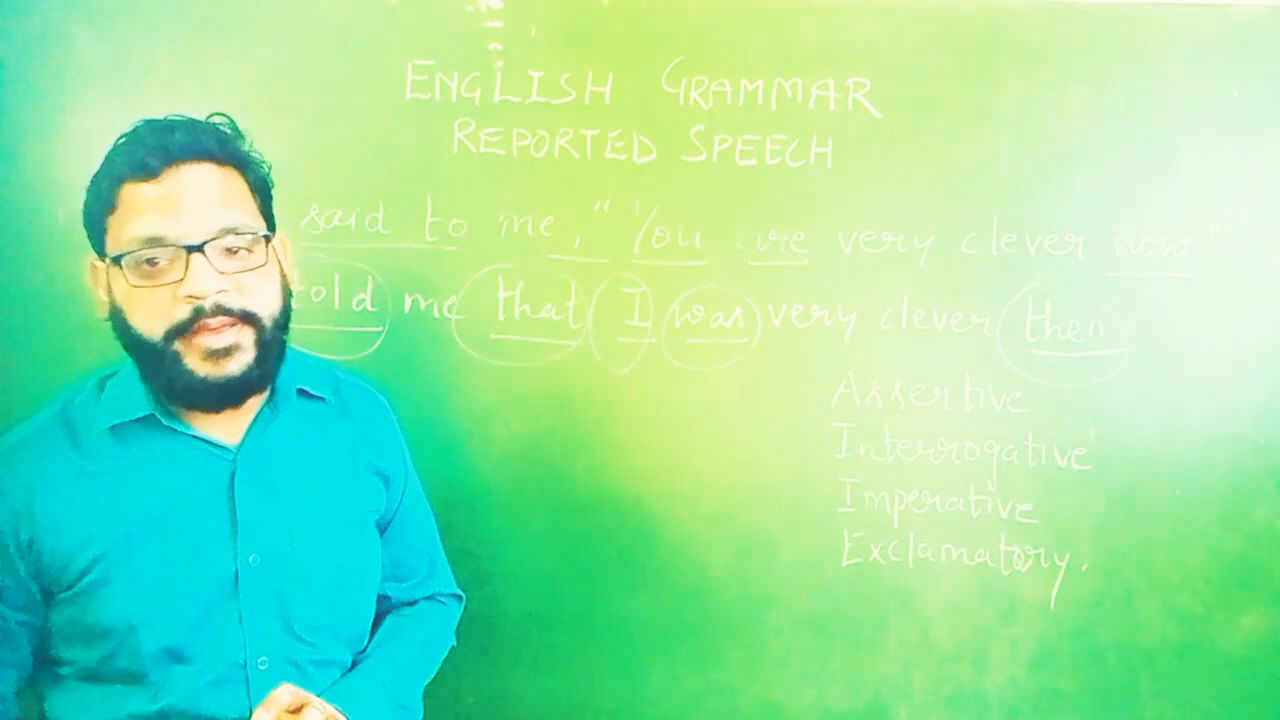 ENGLISH GRAMMAR
REPORTED SPEECH
said to me, "You are very clever now"
told me that I was very clever then
Assertive
Interrogative
Imperative
Exclamatory.